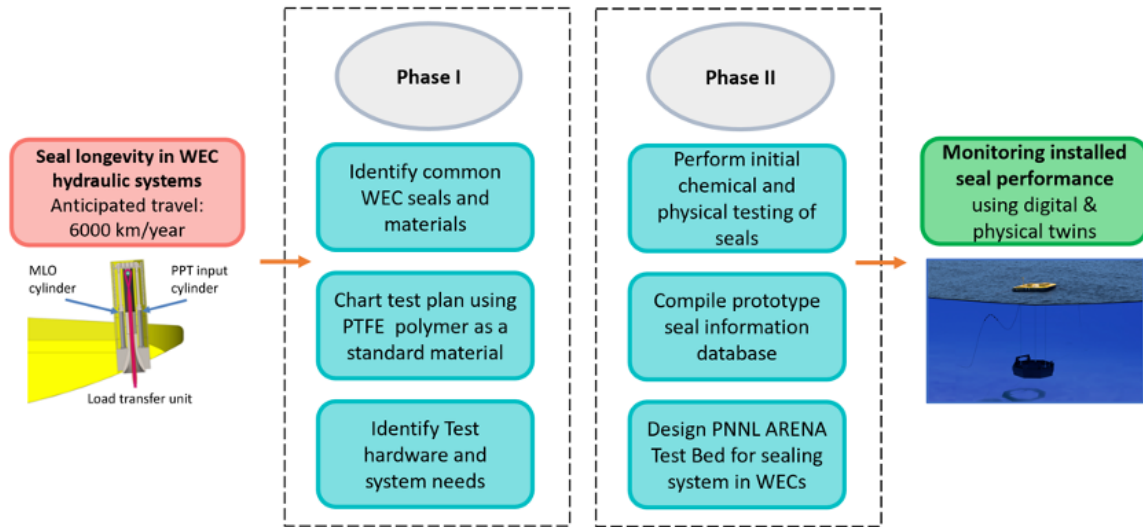 Seal longevity in WEC
hydraulic systems
Anticipated travel:
6000 km/year
MLO
cylinder
PPT input
cylinder
Load transfer unit
Phase I
Identify common
WEC seals and
materials
Chart test plan using
PTFE polymer as a
standard material
Identify Test
hardware and
system needs
Phase II
Perform initial
chemical and
physical testing of
seals
Compile prototype
seal information
database
Design PNNL ARENA
Test Bed for sealing
system in WECs
Monitoring installed
seal performance
using digital &
physical twins